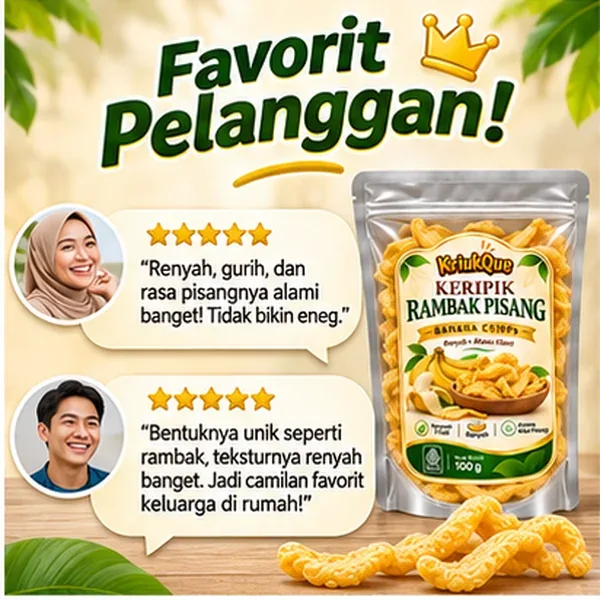 Favorit
Pelanggan!
“Renyah, gurih, dan
rasa pisangnya alami
banget! Tidak bikin eneg.”
“Bentuknya unik seperti
rambak, teksturnya renyah
banget. Jadi camilan favorit
keluarga di rumah!”
KriukQue
KERIPIK
RAMBAK PISANG
100 g